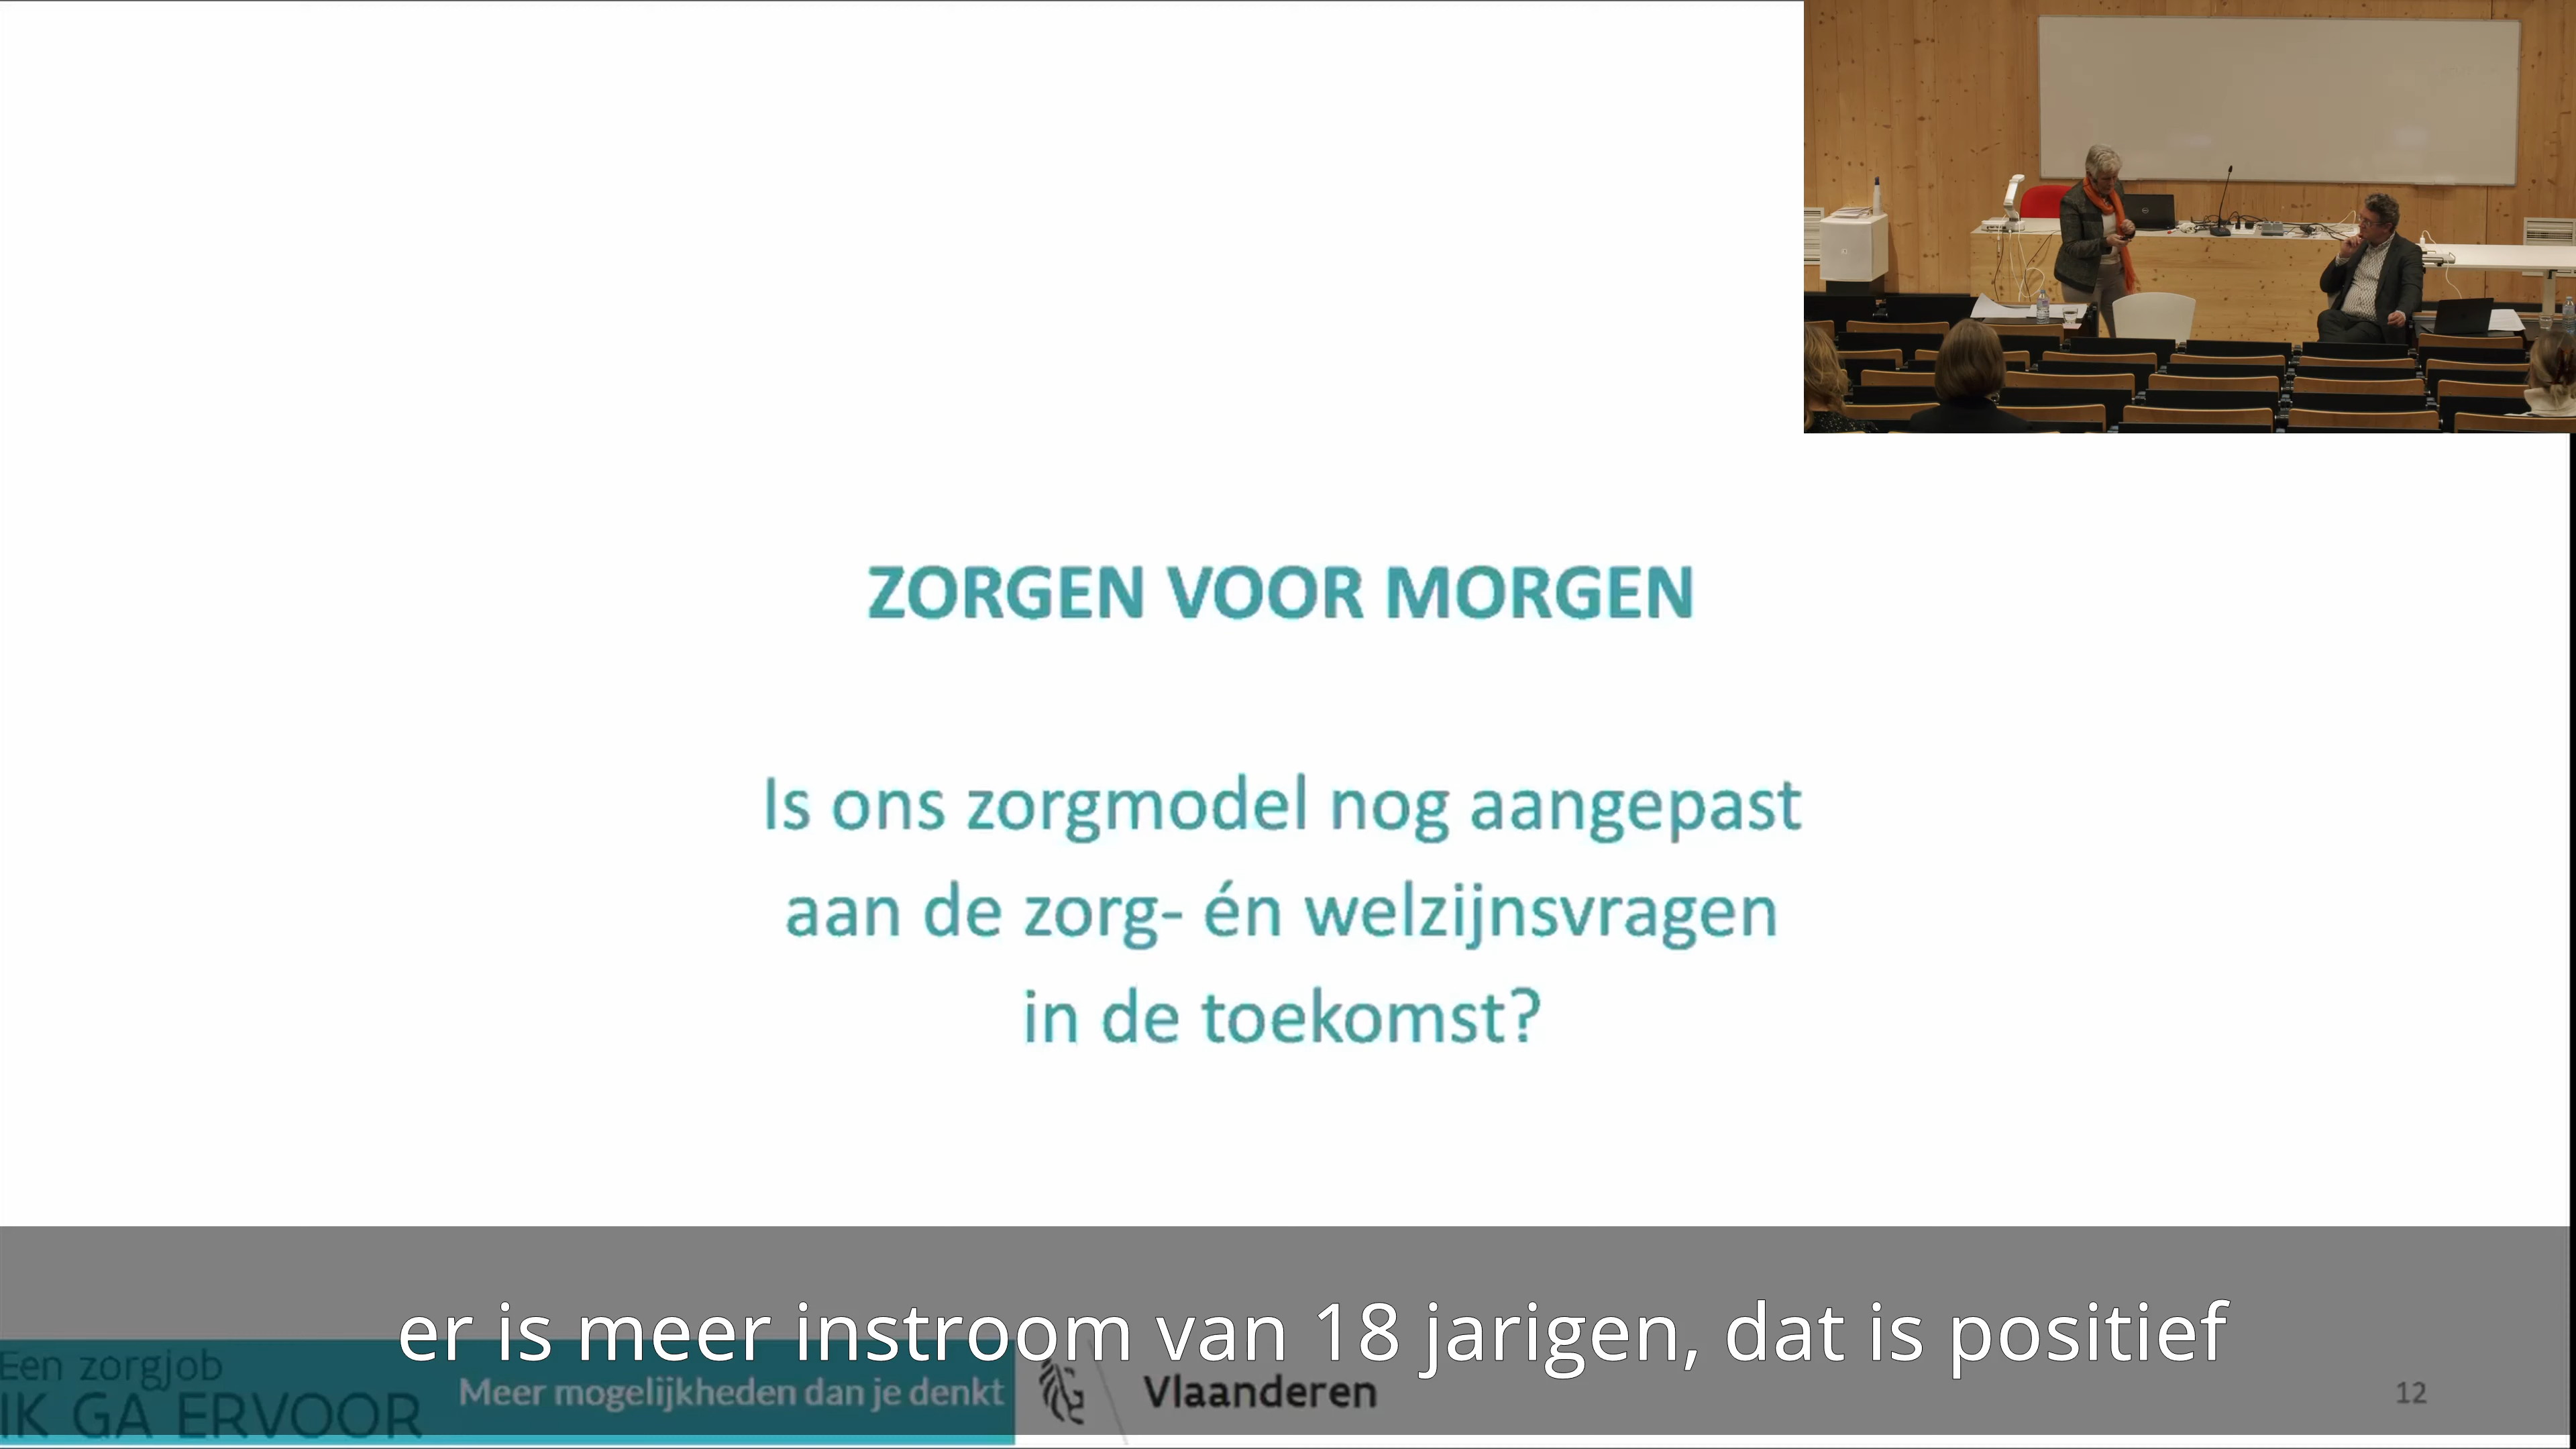 ZORGEN VOOR MORGEN
Is ons zorgmodel nog aangepast
aan de zorg- én welzijnsvragen
in de toekomst?
er is meer instroom van 18 jarigen, dat is positief
Een zorgjob
IK GA ERVOOR
Meer mogelijkheden dan je denkt
Vlaanderen
12